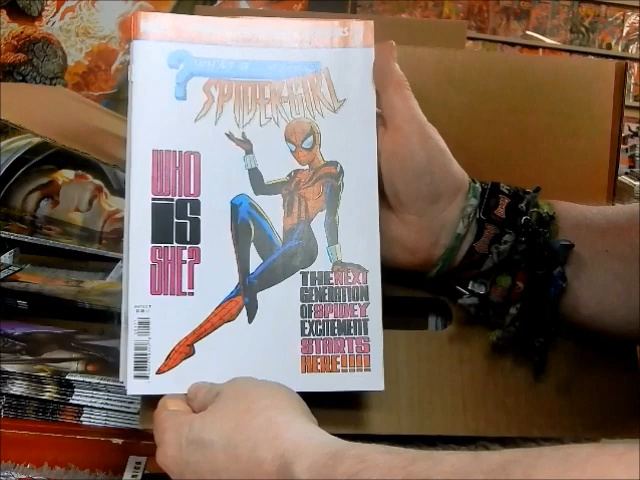 SPIDER-GIRL
WHO
IS
SHE?
THE NEXT
GENERATION
OF SPIDEY
EXCITEMENT
STARTS
HERE!!!!